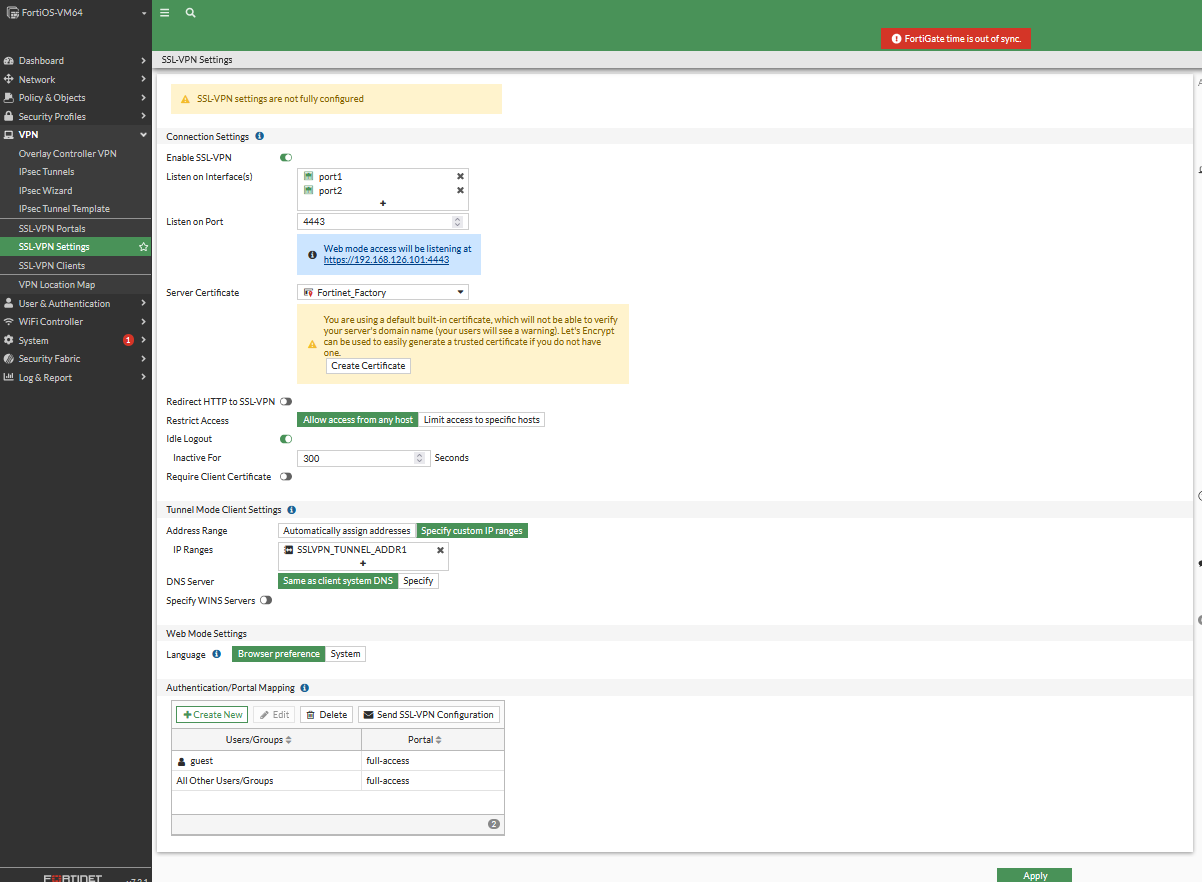 FortiOS-VM64
FortiGate time is out of sync.
Dashboard
Network
Policy & Objects
Security Profiles
VPN
Overlay Controller VPN
IPsec Tunnels
IPsec Wizard
IPsec Tunnel Template
SSL-VPN Portals
SSL-VPN Settings
SSL-VPN Clients
VPN Location Map
User & Authentication
WiFi Controller
System 1
Security Fabric
Log & Report
FORTINET
SSL-VPN Settings
SSL-VPN settings are not fully configured
Connection Settings
Enable SSL-VPN
Listen on Interface(s)
port1
port2
Listen on Port 4443
Web mode access will be listening at
https://192.168.126.101:4443
Server Certificate Fortinet_Factory
You are using a default built-in certificate, which will not be able to verify
your server's domain name (your users will see a warning). Let's Encrypt
can be used to easily generate a trusted certificate if you do not have
one.
Create Certificate
Redirect HTTP to SSL-VPN
Restrict Access Allow access from any host Limit access to specific hosts
Idle Logout
Inactive For 300 Seconds
Require Client Certificate
Tunnel Mode Client Settings
Address Range Automatically assign addresses Specify custom IP ranges
IP Ranges SSLVPN_TUNNEL_ADDR1
DNS Server Same as client system DNS Specify
Specify WINS Servers
Web Mode Settings
Language Browser preference System
Authentication/Portal Mapping
Create New Edit Delete Send SSL-VPN Configuration
Users/Groups Portal
guest full-access
All Other Users/Groups full-access
2
Apply